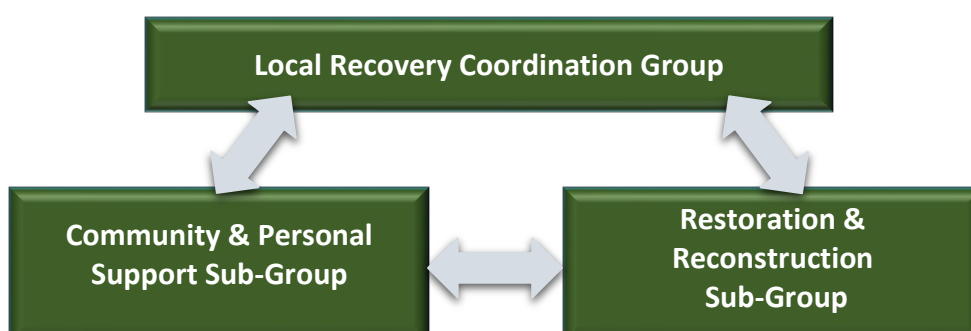 Local Recovery Coordination Group
Community & Personal
Support Sub-Group
Restoration &
Reconstruction
Sub-Group